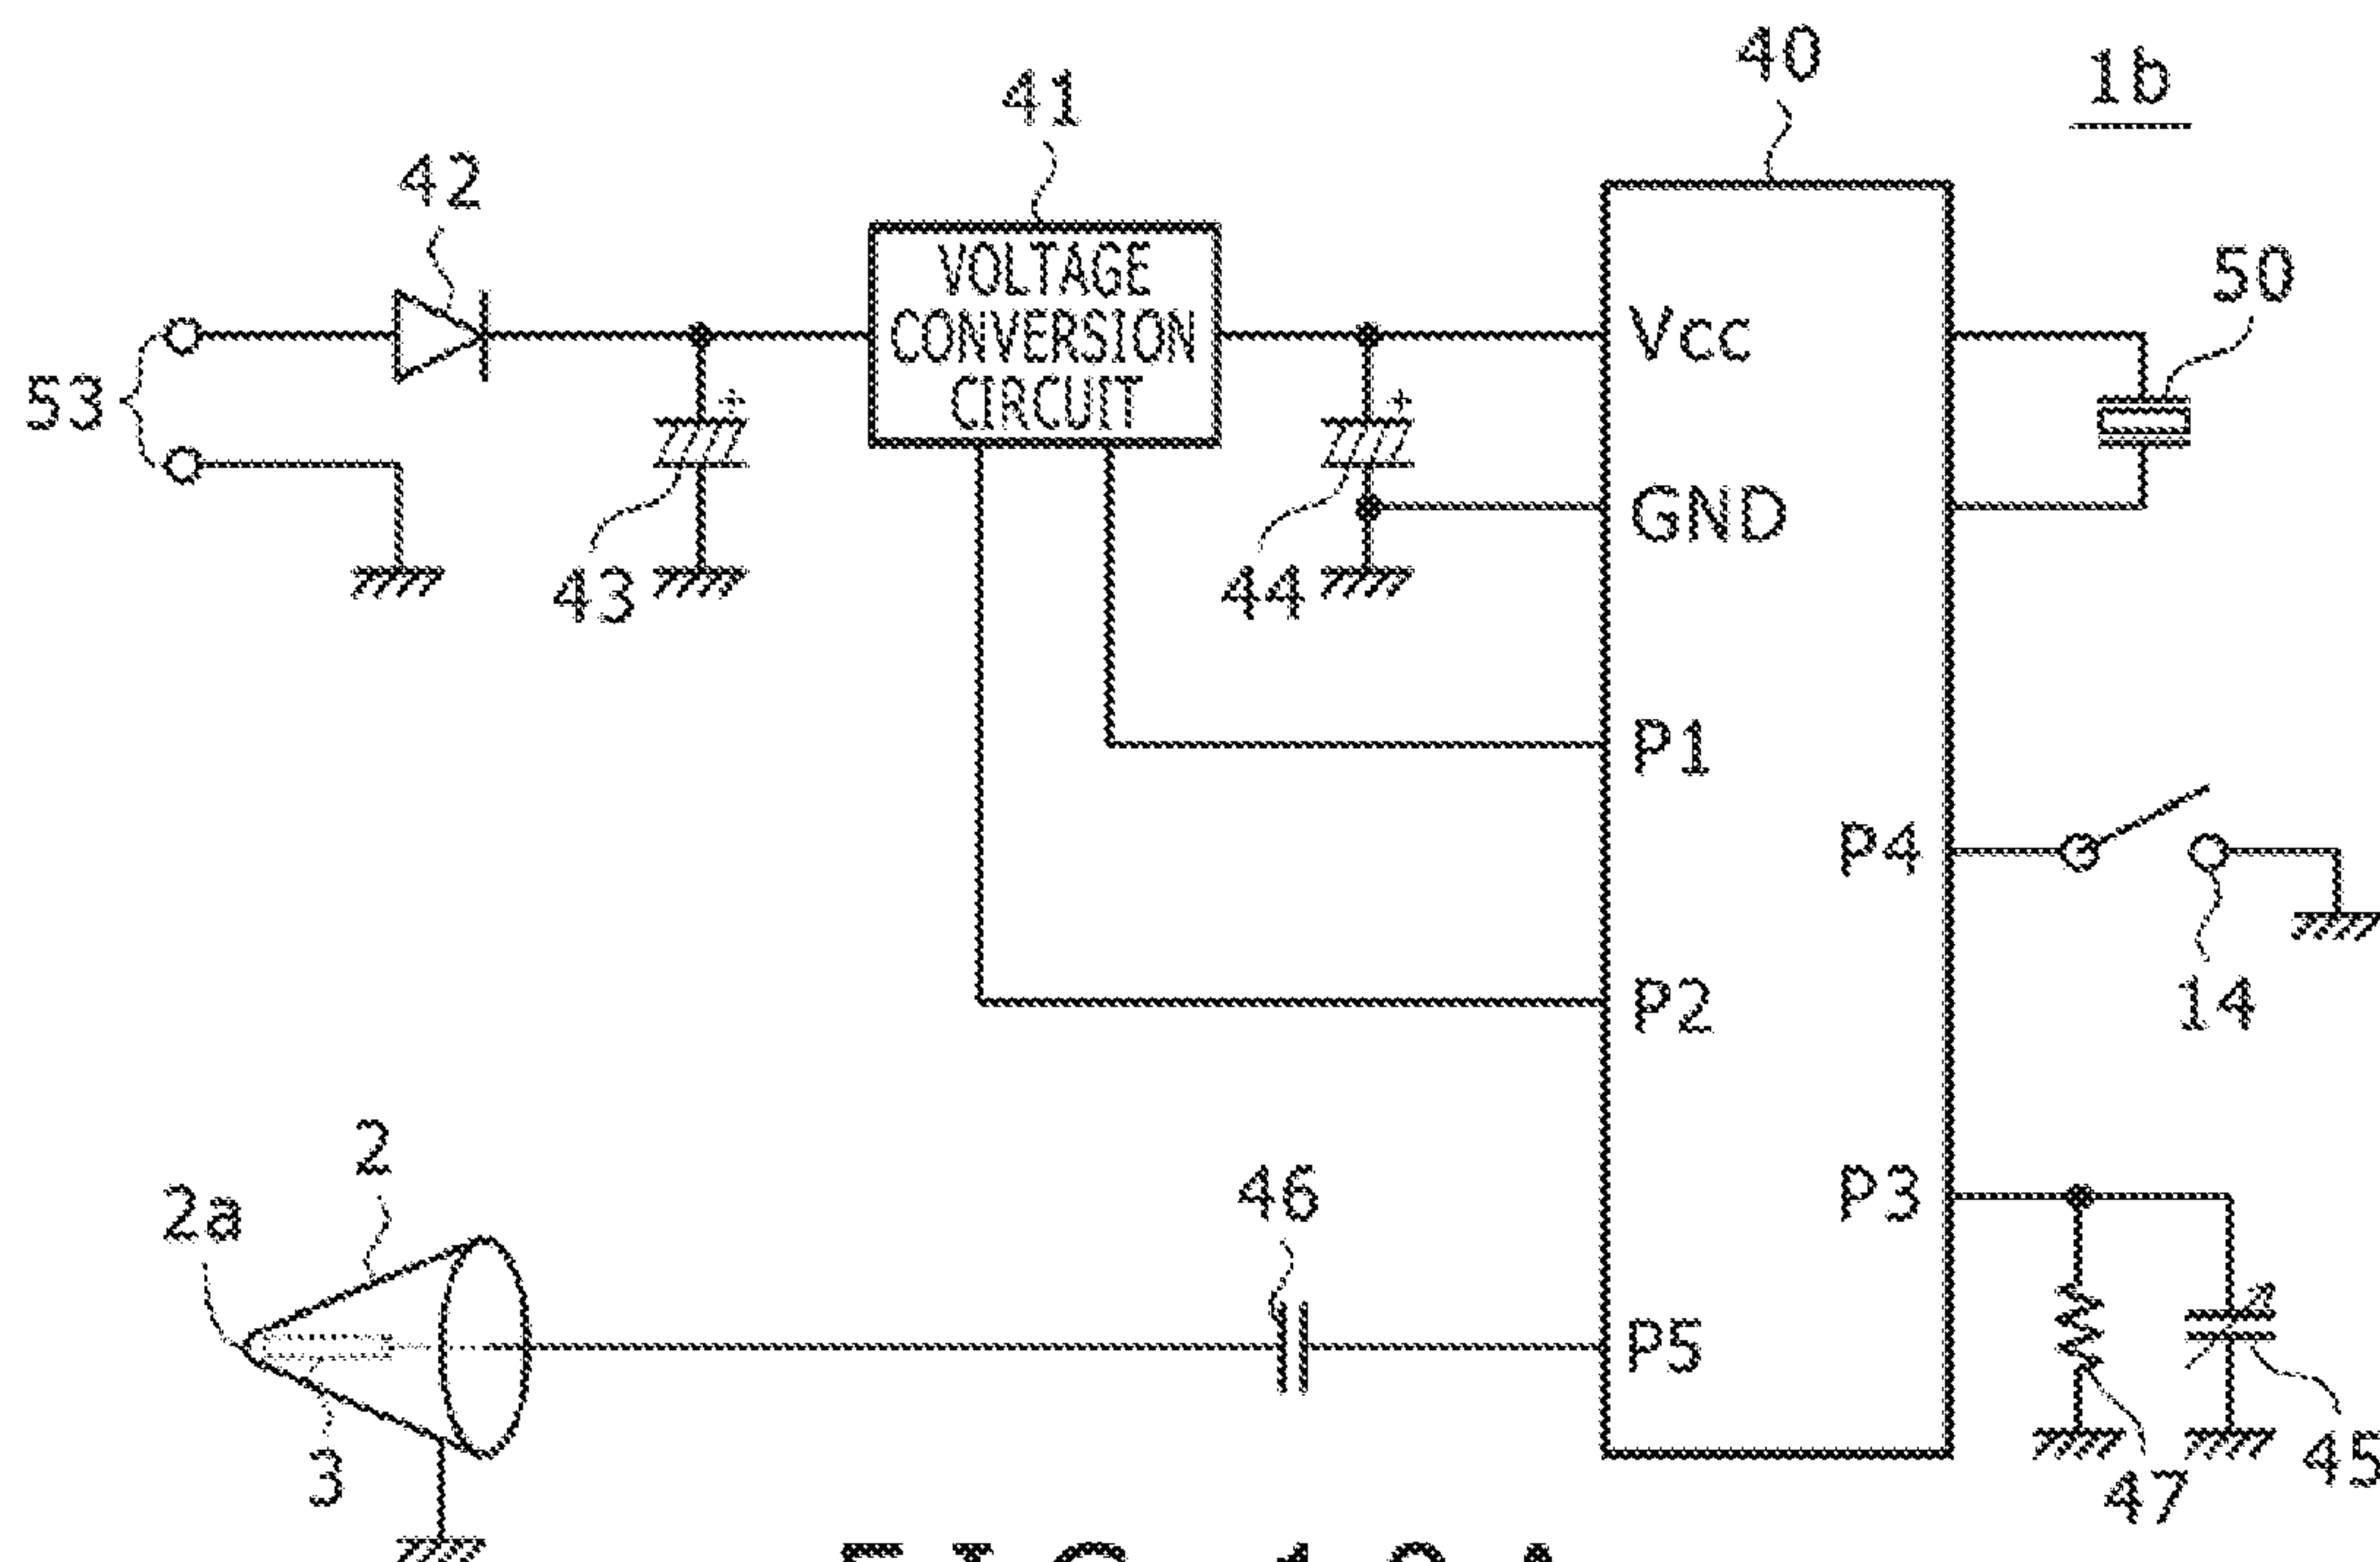 40
1b
41
42
VOLTAGE
CONVERSION
CIRCUIT
50
Vcc
53
+
+
GND
43
44
P1
P4
14
P2
2
2a
46
P3
P5
3
47
45